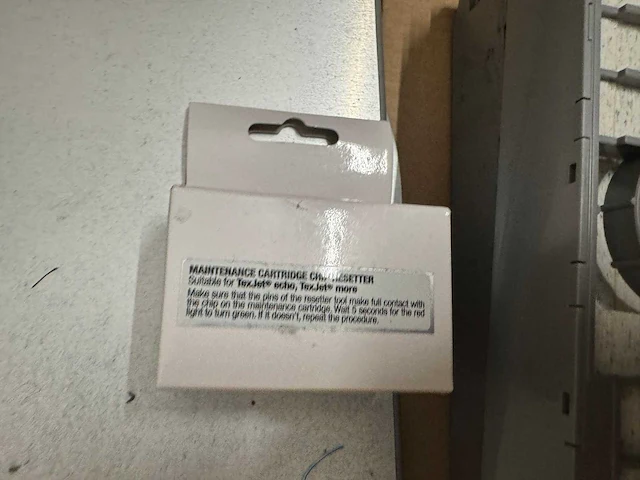 MAINTENANCE CARTRIDGE CHIP RESETTER
Suitable for TexJet® echo, TexJet® more
Make sure that the pins of the resetter tool make full contact with
the chip on the maintenance cartridge. Wait 5 seconds for the red
light to turn green. If it doesn't, repeat the procedure.